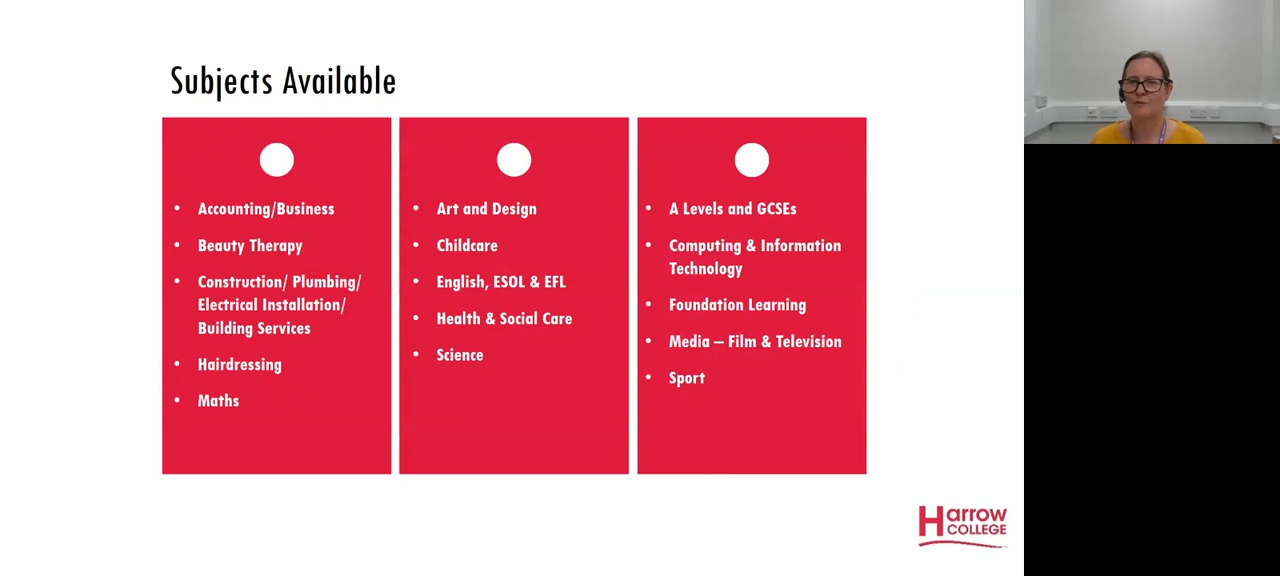 Subjects Available
• Accounting/Business
• Beauty Therapy
• Construction/ Plumbing/
Electrical Installation/
Building Services
• Hairdressing
• Maths
• Art and Design
• Childcare
• English, ESOL & EFL
• Health & Social Care
• Science
• A Levels and GCSEs
• Computing & Information
Technology
• Foundation Learning
• Media – Film & Television
• Sport
Harrow
COLLEGE